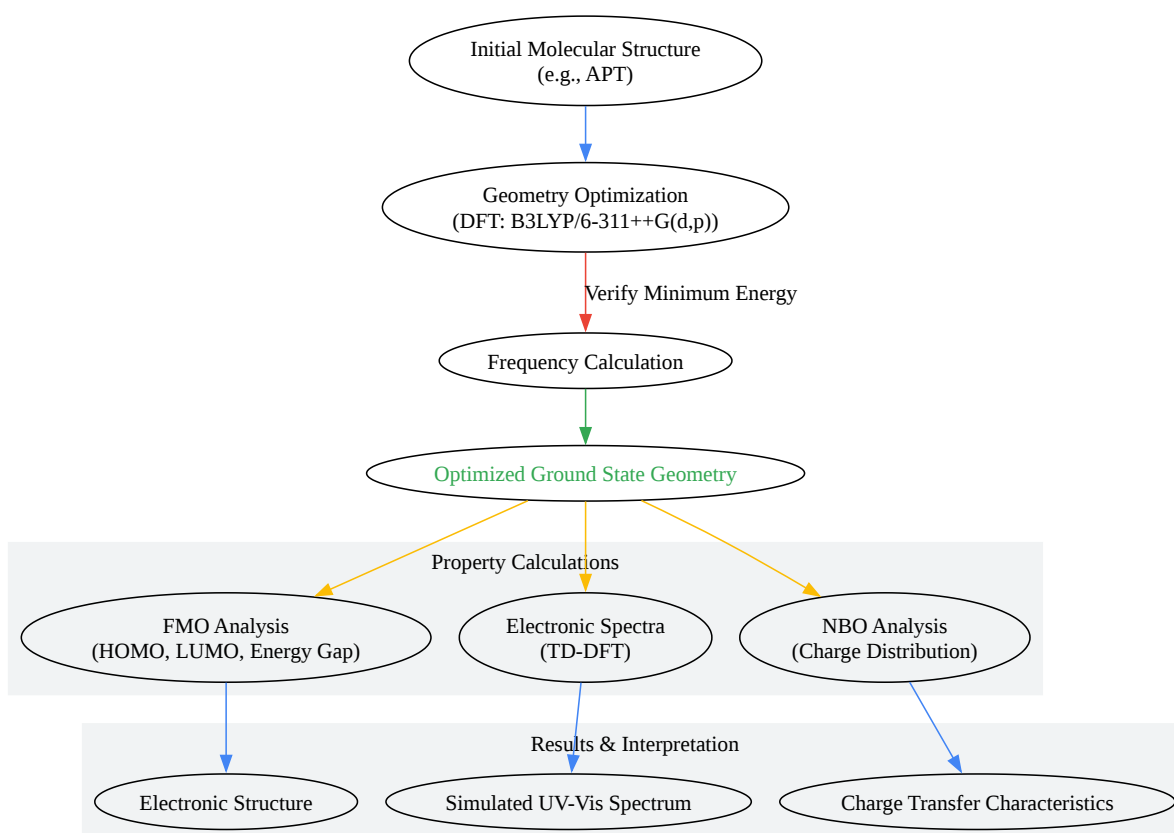 Initial Molecular Structure
(e.g., APT)
Geometry Optimization
(DFT: B3LYP/6-311++G(d,p))
Verify Minimum Energy
Frequency Calculation
Optimized Ground State Geometry
Property Calculations
FMO Analysis
(HOMO, LUMO, Energy Gap)
Electronic Spectra
(TD-DFT)
NBO Analysis
(Charge Distribution)
Results & Interpretation
Electronic Structure
Simulated UV-Vis Spectrum
Charge Transfer Characteristics